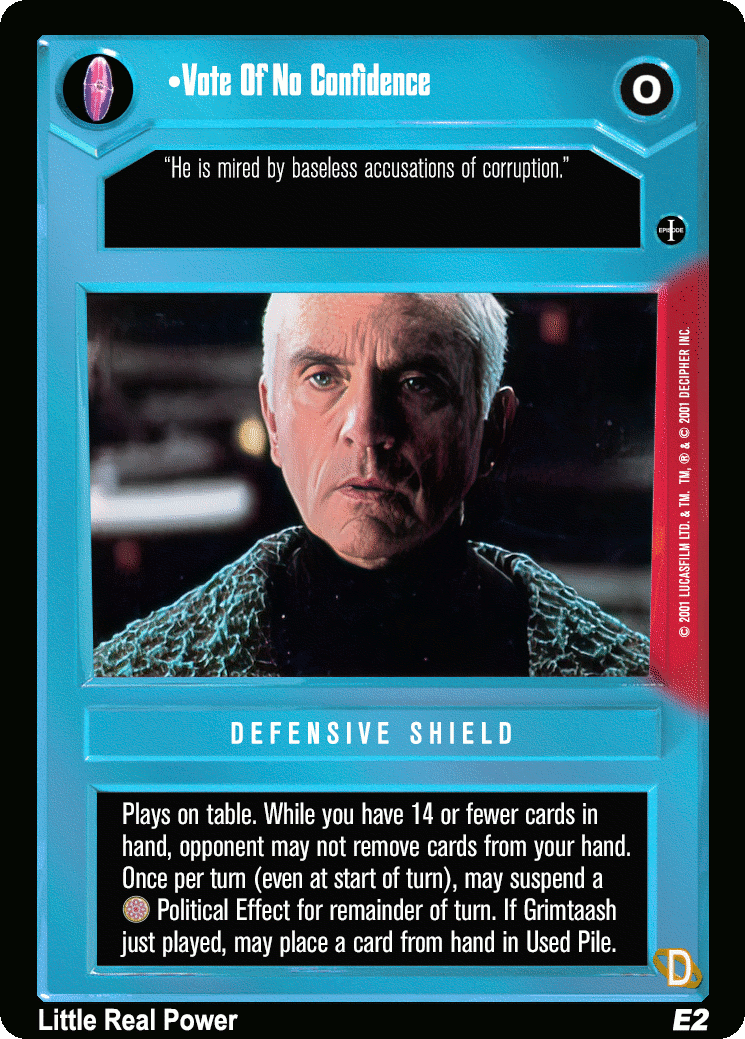 •Vote Of No Confidence
O
“He is mired by baseless accusations of corruption.”
EPISODE
I
© 2001 LUCASFILM LTD. & TM. TM, ® & © 2001 DECIPHER INC.
DEFENSIVE SHIELD
Plays on table. While you have 14 or fewer cards in
hand, opponent may not remove cards from your hand.
Once per turn (even at start of turn), may suspend a
Political Effect for remainder of turn. If Grimtaash
just played, may place a card from hand in Used Pile.
D
Little Real Power
E2